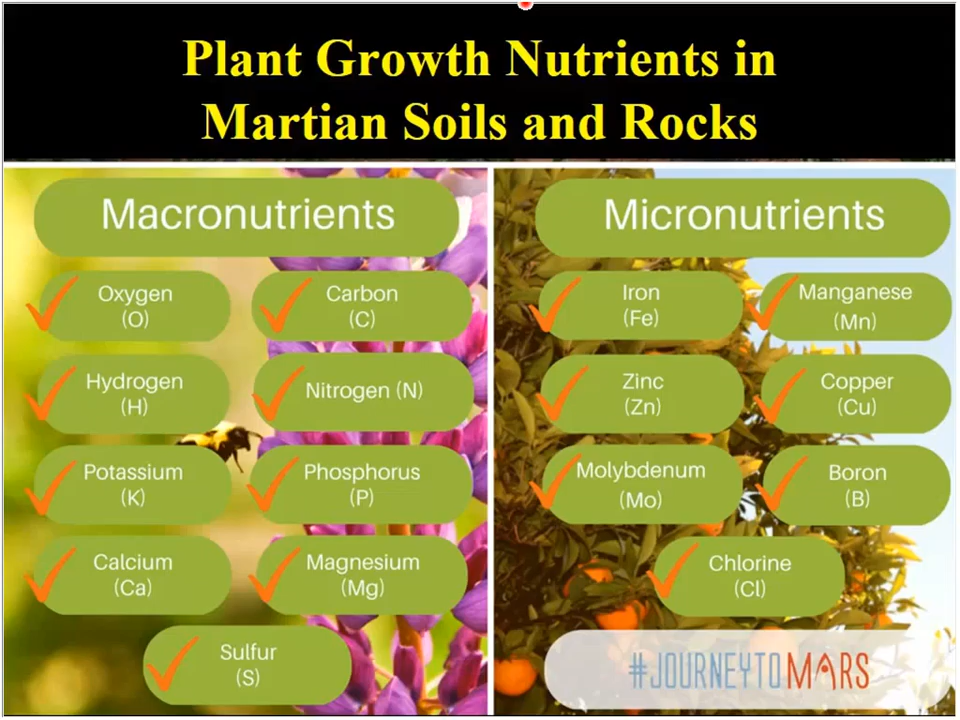 Plant Growth Nutrients in
Martian Soils and Rocks
Macronutrients
Oxygen
(O)
Carbon
(C)
Hydrogen
(H)
Nitrogen (N)
Potassium
(K)
Phosphorus
(P)
Calcium
(Ca)
Magnesium
(Mg)
Sulfur
(S)
Micronutrients
Iron
(Fe)
Manganese
(Mn)
Zinc
(Zn)
Copper
(Cu)
Molybdenum
(Mo)
Boron
(B)
Chlorine
(Cl)
#JOURNEYTOMARS